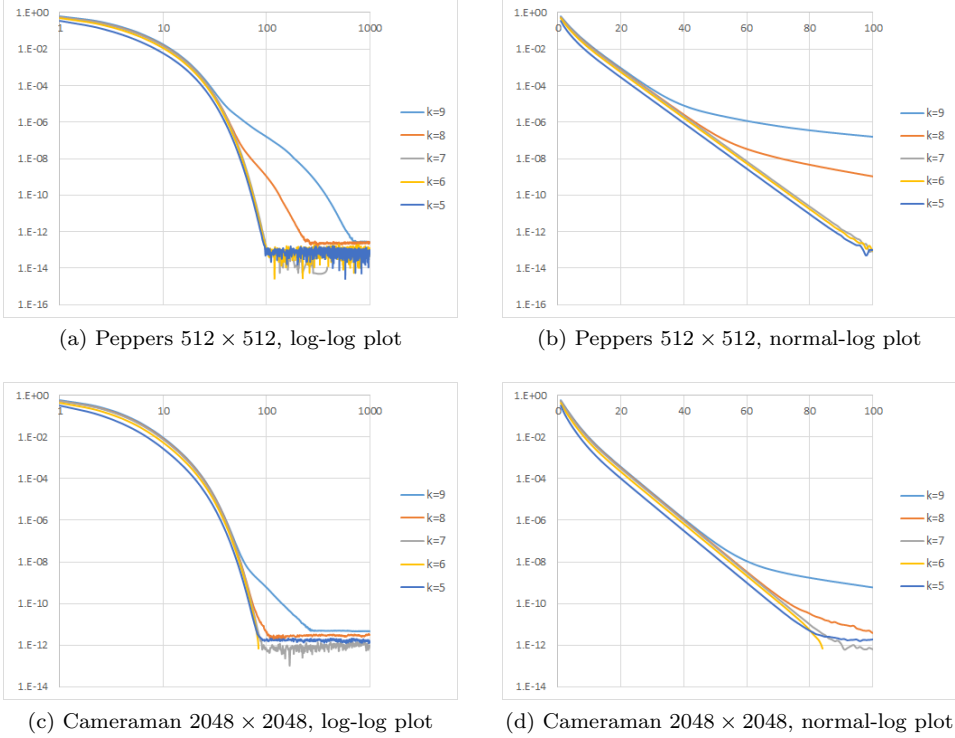 1.E+00
1 10 100 1000
1.E-02
1.E-04
1.E-06
1.E-08
1.E-10
1.E-12
1.E-14
1.E-16
k=9
k=8
k=7
k=6
k=5
(a) Peppers 512 × 512, log-log plot
1.E+00
0 20 40 60 80 100
1.E-02
1.E-04
1.E-06
1.E-08
1.E-10
1.E-12
1.E-14
1.E-16
k=9
k=8
k=7
k=6
k=5
(b) Peppers 512 × 512, normal-log plot
1.E+00
1 10 100 1000
1.E-02
1.E-04
1.E-06
1.E-08
1.E-10
1.E-12
1.E-14
k=9
k=8
k=7
k=6
k=5
(c) Cameraman 2048 × 2048, log-log plot
1.E+00
0 20 40 60 80 100
1.E-02
1.E-04
1.E-06
1.E-08
1.E-10
1.E-12
1.E-14
k=9
k=8
k=7
k=6
k=5
(d) Cameraman 2048 × 2048, normal-log plot